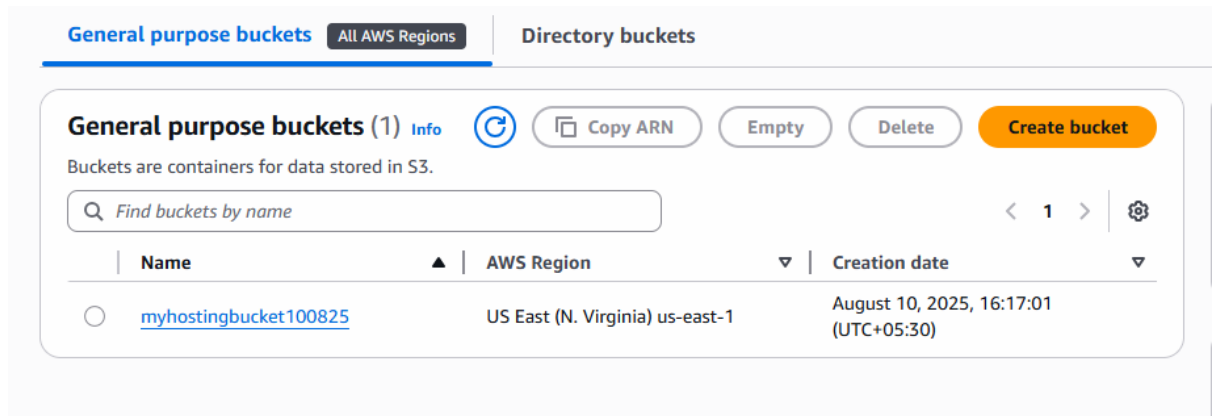 General purpose buckets All AWS Regions Directory buckets
General purpose buckets (1) Info Copy ARN Empty Delete Create bucket
Buckets are containers for data stored in S3.
Find buckets by name 1
Name AWS Region Creation date
myhostingbucket100825 US East (N. Virginia) us-east-1 August 10, 2025, 16:17:01
(UTC+05:30)